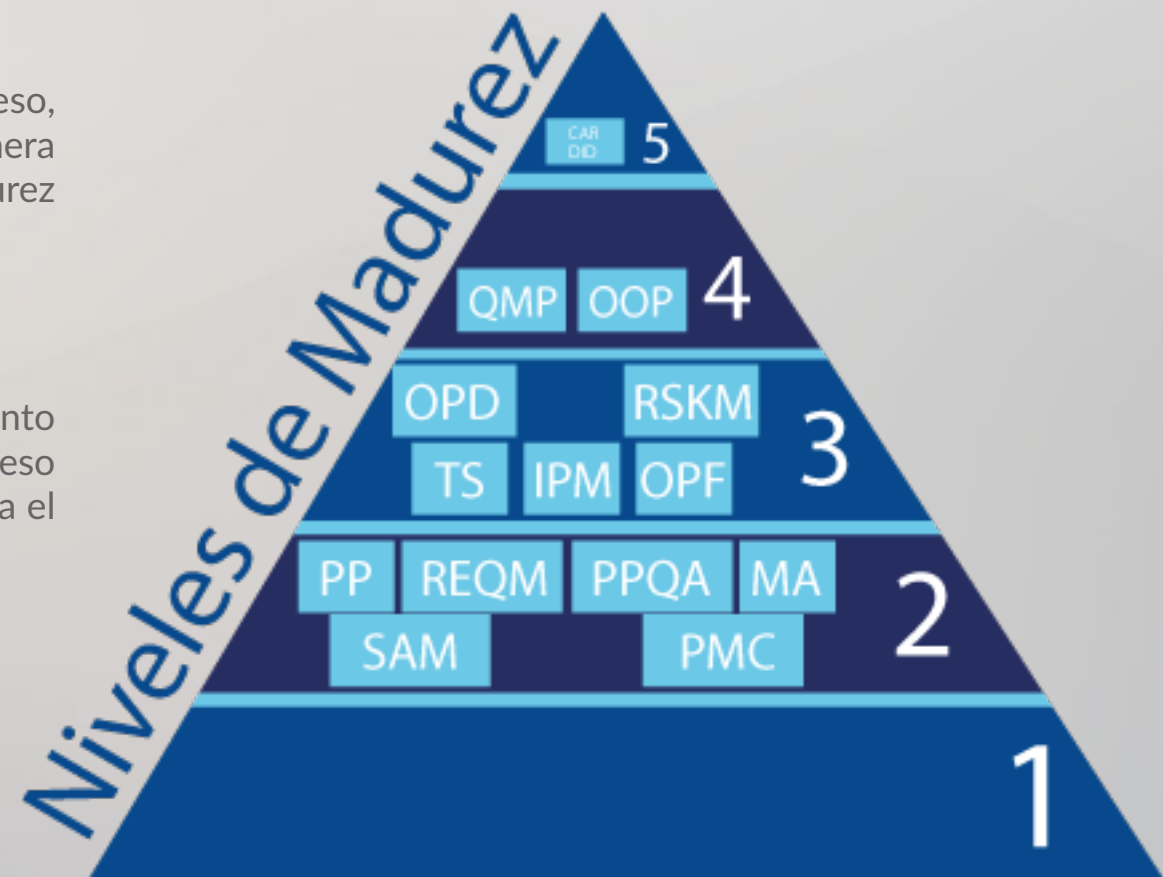 eso,
nera
urez
nto
eso
a el
Niveles de Madurez
CAR
DID
5
QMP OOP 4
OPD RSKM
3
TS IPM OPF
PP REQM PPQA MA
2
SAM PMC
1